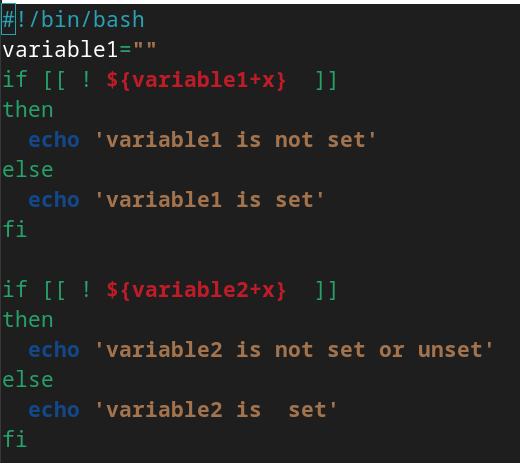 #!/bin/bash
variable1=""
if [[ ! ${variable1+x}  ]]
then
  echo 'variable1 is not set'
else
  echo 'variable1 is set'
fi

if [[ ! ${variable2+x}  ]]
then
  echo 'variable2 is not set or unset'
else
  echo 'variable2 is  set'
fi